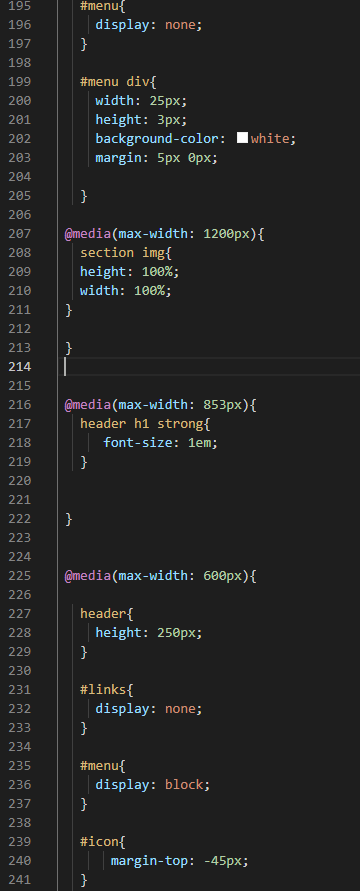 195 #menu{
196 display: none;
197 }
198
199 #menu div{
200 width: 25px;
201 height: 3px;
202 background-color: white;
203 margin: 5px 0px;
204
205 }
206
207 @media(max-width: 1200px){
208 section img{
209 height: 100%;
210 width: 100%;
211 }
212
213 }
214
215
216 @media(max-width: 853px){
217 header h1 strong{
218 font-size: 1em;
219 }
220
221
222 }
223
224
225 @media(max-width: 600px){
226
227 header{
228 height: 250px;
229 }
230
231 #links{
232 display: none;
233 }
234
235 #menu{
236 display: block;
237 }
238
239 #icon{
240 margin-top: -45px;
241 }